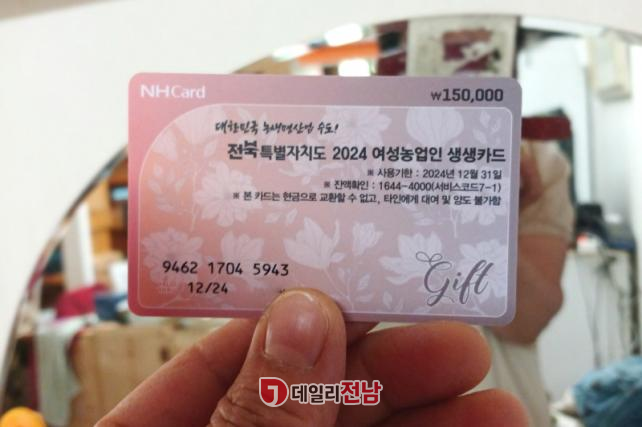 NHCard
₩150,000
대한민국 농생명산업 수도!
전북특별자치도 2024 여성농업인 생생카드
※ 사용기한 : 2024년 12월 31일
※ 잔액확인 : 1644-4000(서비스코드7-1)
※ 본 카드는 현금으로 교환할 수 없고, 타인에게 대여 및 양도 불가함
9462 1704 5943
12/24
Gift
데일리전남